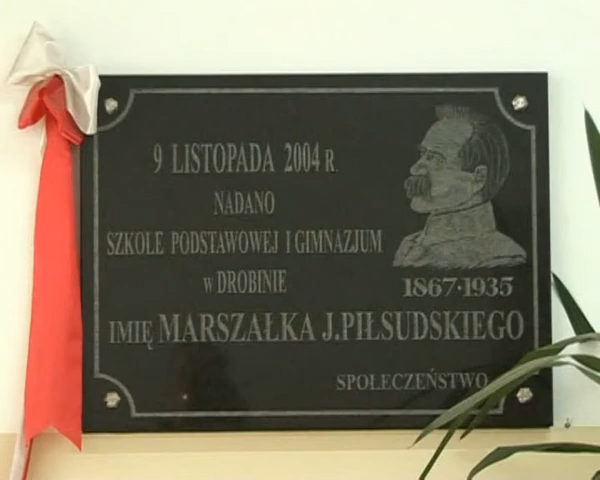 9 LISTOPADA 2004 R.
NADANO
SZKOLE PODSTAWOWEJ I GIMNAZJUM
W DROBINIE
IMIĘ MARSZAŁKA J.PIŁSUDSKIEGO
SPOŁECZEŃSTWO
1867-1935